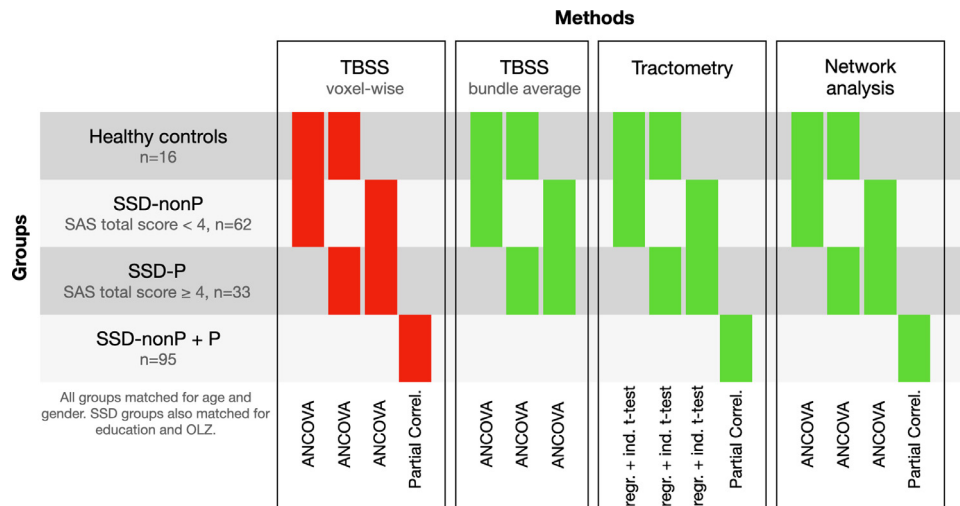 Methods
TBSS
voxel-wise
TBSS
bundle average
Tractometry
Network
analysis
Groups
Healthy controls
n=16
SSD-nonP
SAS total score < 4, n=62
SSD-P
SAS total score ≥ 4, n=33
SSD-nonP + P
n=95
All groups matched for age and
gender. SSD groups also matched for
education and OLZ.
ANCOVA
ANCOVA
ANCOVA
Partial Correl.
ANCOVA
ANCOVA
ANCOVA
regr. + ind. t-test
regr. + ind. t-test
regr. + ind. t-test
Partial Correl.
ANCOVA
ANCOVA
ANCOVA
Partial Correl.